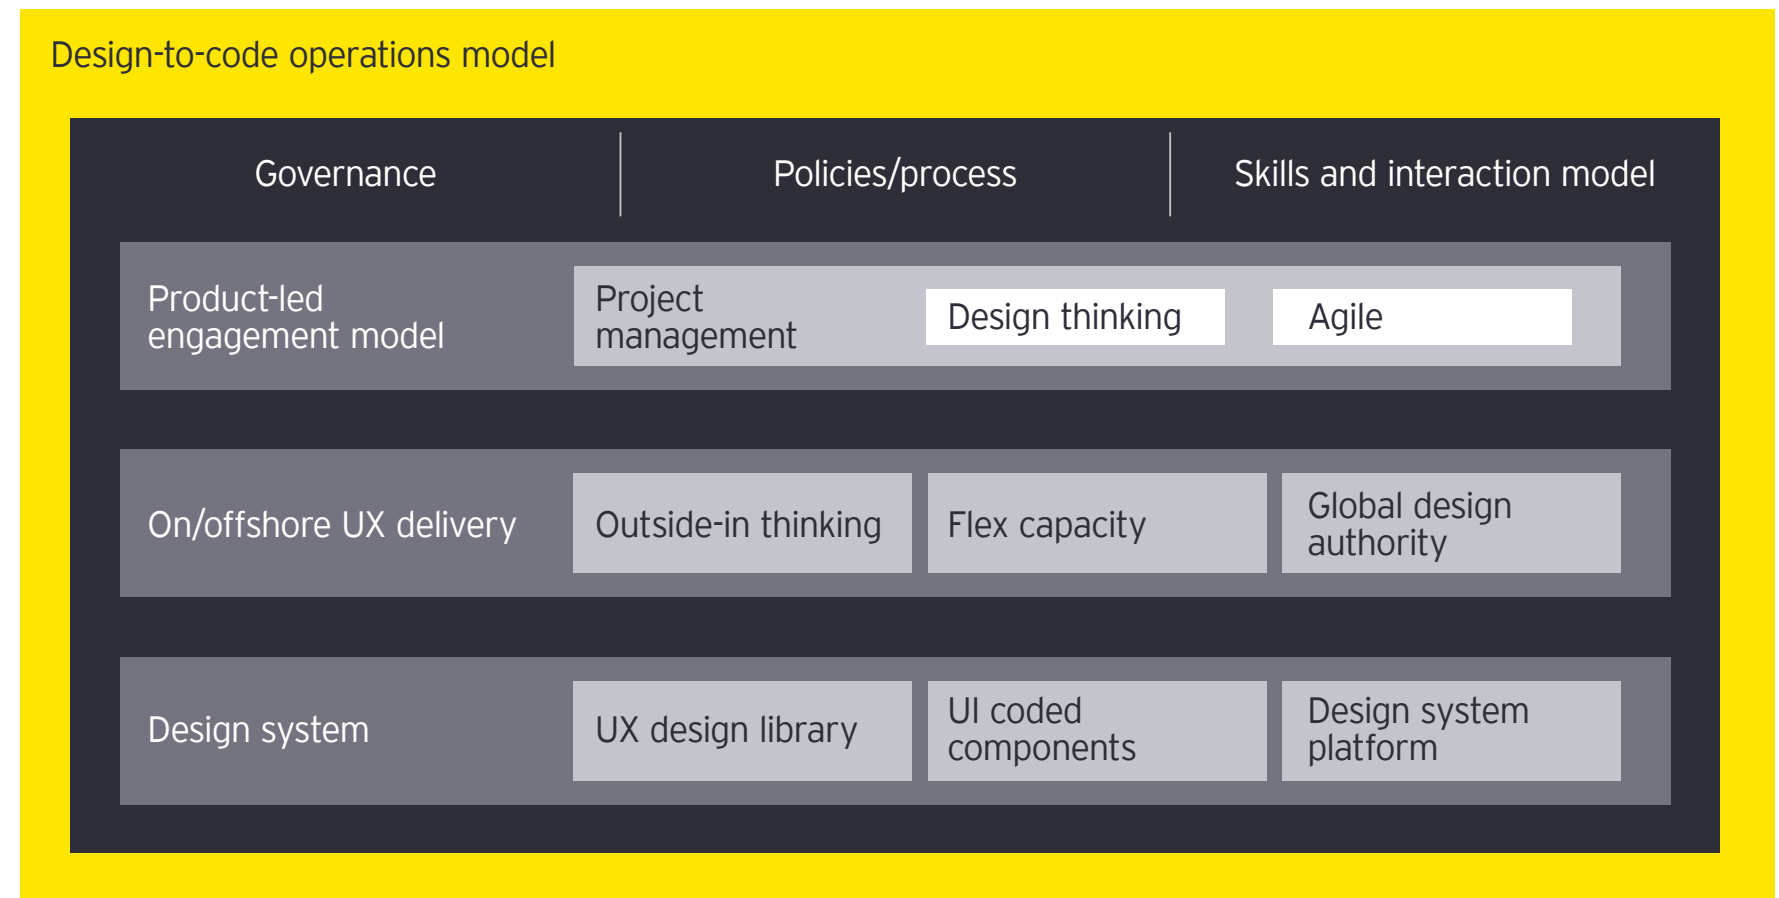 Design-to-code operations model
Governance
Policies/process
Skills and interaction model
Product-led
engagement model
Project
management
Design thinking
Agile
On/offshore UX delivery
Outside-in thinking
Flex capacity
Global design
authority
Design system
UX design library
UI coded
components
Design system
platform